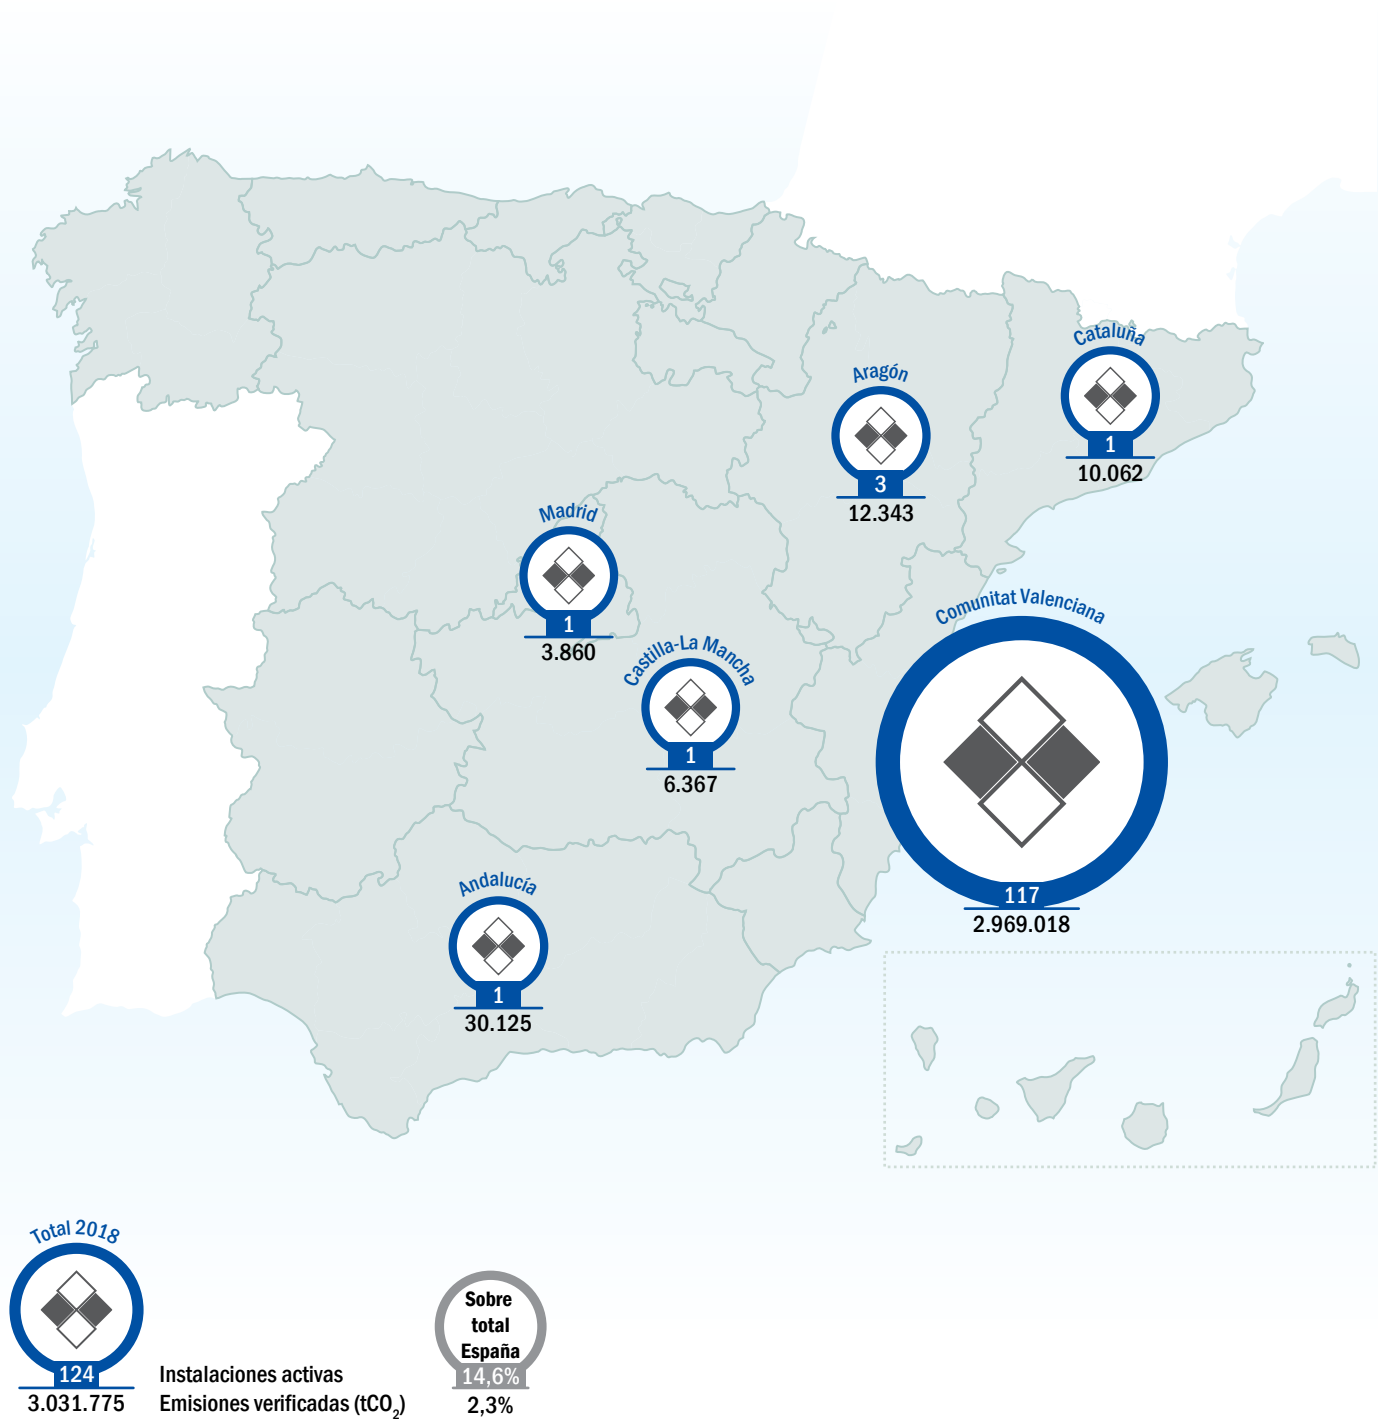 Cataluña
1
10.062
Aragón
3
12.343
Madrid
1
3.860
Comunitat Valenciana
117
2.969.018
Castilla-La Mancha
1
6.367
Andalucía
1
30.125
Total 2018
124
3.031.775
Instalaciones activas
Emisiones verificadas (tCO₂)
Sobre
total
España
14,6%
2,3%